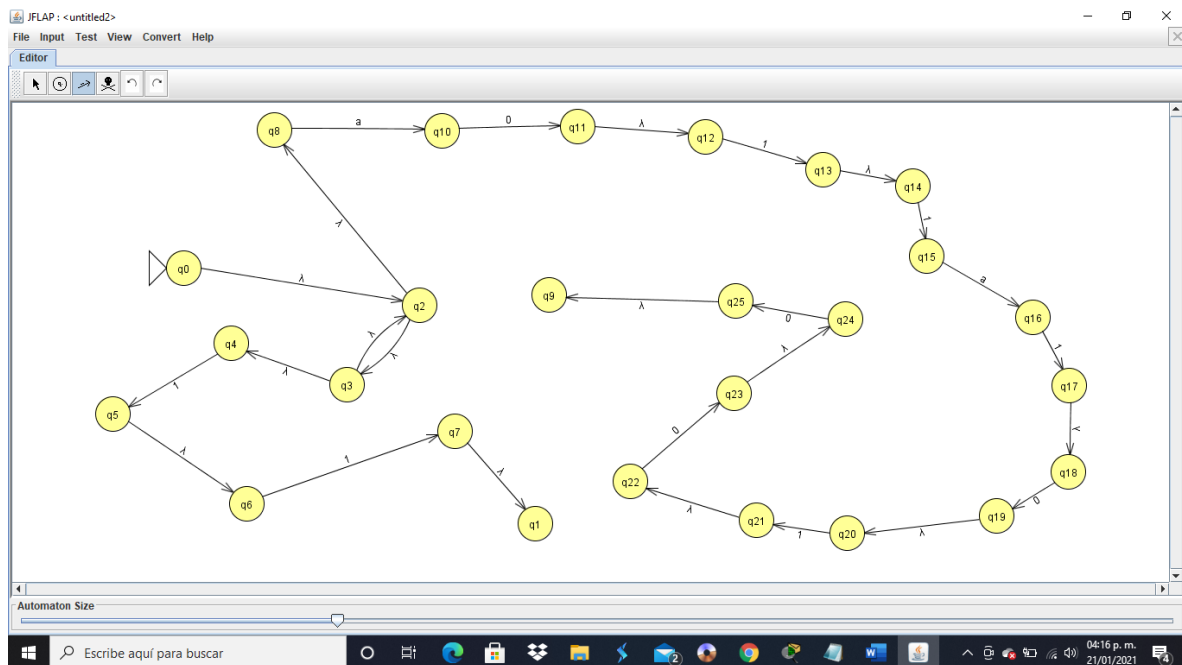 JFLAP : <untitled2>
File Input Test View Convert Help
Editor
q8 a q10 0 q11 λ q12 1 q13 λ q14
1
q15
λ
q0 λ q2
a
q9 λ q25 0 q24
q16
λ λ
q4 λ q3
1
λ
1
q17
q5
q23
λ
q7
0
λ
1
λ
q22
q18
q6
λ
0
q1
q21 1 q20 λ q19
Automaton Size
Escribe aquí para buscar
2
04:16 p. m.
21/01/2021
4